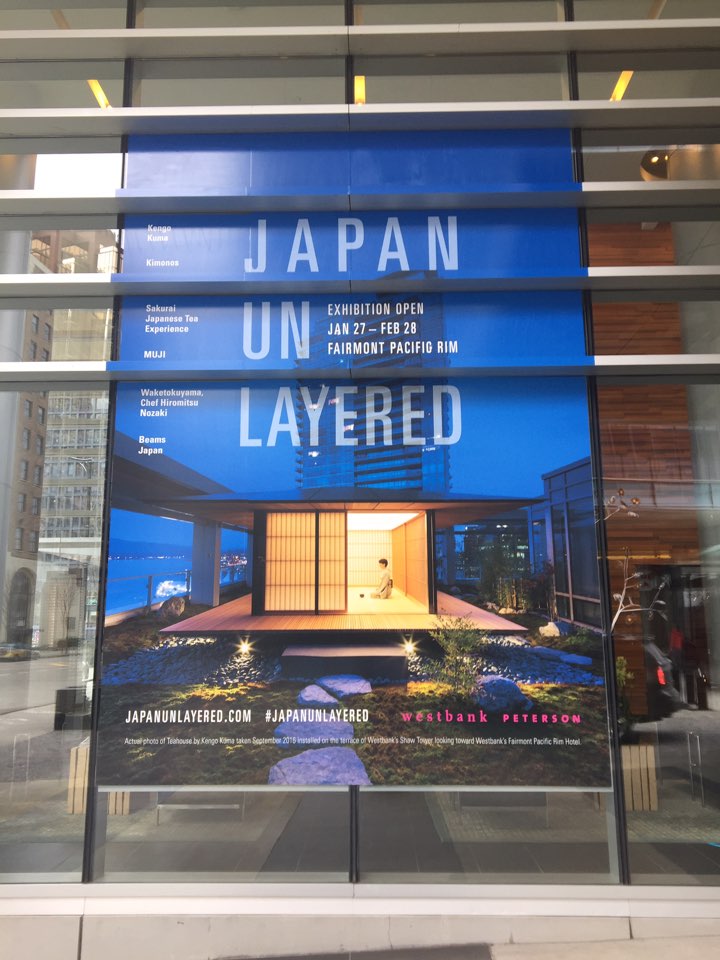 Kengo
Kuma
Kimonos
Sakurai
Japanese Tea
Experience
MUJI
Waketokuyama,
Chef Hiromitsu
Nozaki
Beams
Japan
JAPAN
UN
LAYERED
EXHIBITION OPEN
JAN 27 – FEB 28
FAIRMONT PACIFIC RIM
JAPANUNLAYERED.COM #JAPANUNLAYERED westbank PETERSON
Actual photo of Teahouse by Kengo Kuma taken September 2016 installed on the terrace of Westbank's Shaw Tower looking toward Westbank's Fairmont Pacific Rim Hotel.